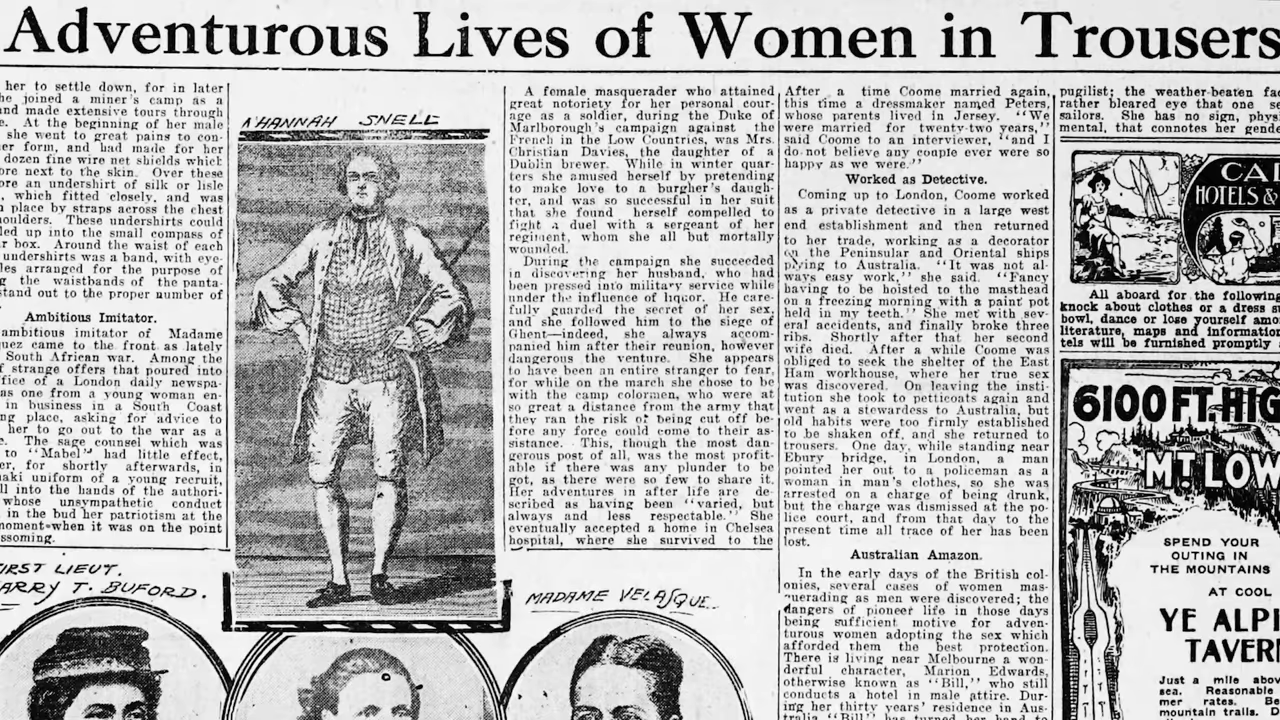 Adventurous Lives of Women in Trousers
her to settle down, for in later
he joined a miner's camp as a
and made extensive tours through
e. At the beginning of her male
she went to great pains to con-
er form, and had made for her
dozen fine wire net shields which
ore next to the skin. Over these
ore an undershirt of silk or lisle
, which fitted closely, and was
n place by straps across the chest
houlders. These undershirts could
led up into the small compass of
r box. Around the waist of each
undershirts was a band, with eye-
les arranged for the purpose of
g the waistbands of the panta-
stand out to the proper number of
Ambitious Imitator.
ambitious imitator of Madame
quez came to the front as lately
South African war. Among the
f strange offers that poured into
ffice of a London daily newspa-
as one from a young woman en-
in business in a South Coast
ng place, asking for advice to
her to go out to the war as a
e. The sage counsel which was
to "Mabel" had little effect,
er, for shortly afterwards, in
haki uniform of a young recruit,
ll into the hands of the authori-
whose unsympathetic conduct
in the bud her patriotism at the
moment when it was on the point
ssoming.
HANNAH SNELL
IRST LIEUT.
ARRY T. BUFORD.
MADAME VELASQUE.
A female masquerader who attained
great notoriety for her personal cour-
age as a soldier, during the Duke of
Marlborough's campaign against the
French in the Low Countries, was Mrs.
Christian Davies, the daughter of a
Dublin brewer. While in winter quar-
ters she amused herself by pretending
to make love to a burgher's daugh-
ter, and was so successful in her suit
that she found herself compelled to
fight a duel with a sergeant of her
regiment, whom she all but mortally
wounded.
During the campaign she succeeded
in discovering her husband, who had
been pressed into military service while
under the influence of liquor. He care-
fully guarded the secret of her sex,
and she followed him to the siege of
Ghent—indeed, she always accom-
panied him after their reunion, however
dangerous the venture. She appears
to have been an entire stranger to fear,
for while on the march she chose to be
with the camp colormen, who were at
so great a distance from the army that
they ran the risk of being cut off before
before any force could come to their as-
sistance. This, though the most dan-
gerous post of all, was the most profit-
able if there was any plunder to be
got, as there were so few to share it.
Her adventures in after life are de-
scribed as having been "varied, but
always and less respectable." She
eventually accepted a home in Chelsea
hospital, where she survived to the
After a time Coome married again,
this time a dressmaker named Peters,
whose parents lived in Jersey. "We
were married for twenty-two years,"
said Coome to an interviewer, "and I
do not believe any couple ever were so
happy as we were."
Worked as Detective.
Coming up to London, Coome worked
as a private detective in a large west
end establishment and then returned
to her trade, working as a decorator
on the Peninsular and Oriental ships
plying to Australia. "It was not al-
ways easy work," she said. "Fancy
having to be hoisted to the masthead
on a freezing morning with a paint pot
held in my teeth." She met with sev-
eral accidents, and finally broke three
ribs. Shortly after that her second
wife died. After a while Coome was
obliged to seek the shelter of the East
Ham workhouse, where her true sex
was discovered. On leaving the insti-
tution she took to petticoats again and
went as a stewardess to Australia, but
old habits were too firmly established
to be shaken off, and she returned to
trousers. One day, while standing near
Ebury bridge, in London, a man
pointed her out to a policeman as a
woman in man's clothes, so she was
arrested on a charge of being drunk,
but the charge was dismissed at the po-
lice court, and from that day to the
present time all trace of her has been
lost.
Australian Amazon.
In the early days of the British col-
onies, several cases of women mas-
querading as men were discovered; the
dangers of pioneer life in those days
being sufficient motive for adven-
turous women adopting the sex which
afforded them the best protection.
There is living near Melbourne a won-
derful character, Marion Edwards,
otherwise known as "Bill," who still
conducts a hotel in male attire. Dur-
ing her thirty years' residence in Aus-
tralia "Bill" has turned her hand to
pugilist; the weather-beaten fac
rather bleared eye that one s
sailors. She has no sign, phys
mental, that connotes her gende
CAL
HOTELS &
All aboard for the following
knock about clothes or a dress su
bowl, dance or lose yourself amo
literature, maps and information
tels will be furnished promptly
6100 FT. HIG
MT. LOW
SPEND YOUR
OUTING IN
THE MOUNTAINS
AT COOL
YE ALPI
TAVERN
Just a mile abov
sea. Reasonable
mer rates. Be
mountain trails. D